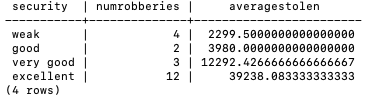 security | numrobberies | averagestolen
-----------+--------------+--------------------
weak | 4 | 2299.5000000000000000
good | 2 | 3980.0000000000000000
very good | 3 | 12292.4266666666666667
excellent | 12 | 39238.083333333333
(4 rows)